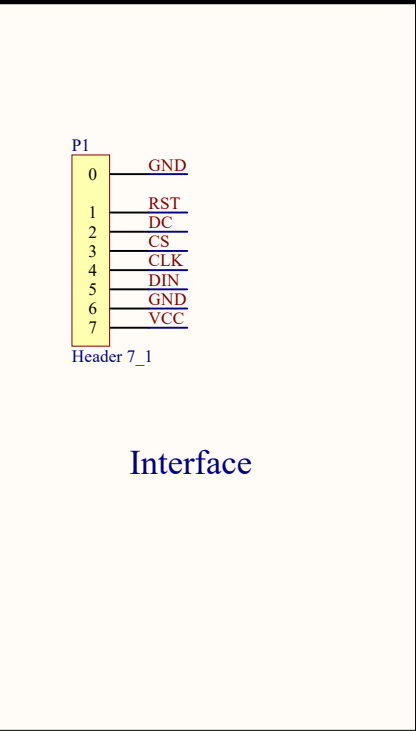 P1
0 GND
1 RST
2 DC
3 CS
4 CLK
5 DIN
6 GND
7 VCC
Header 7_1
Interface